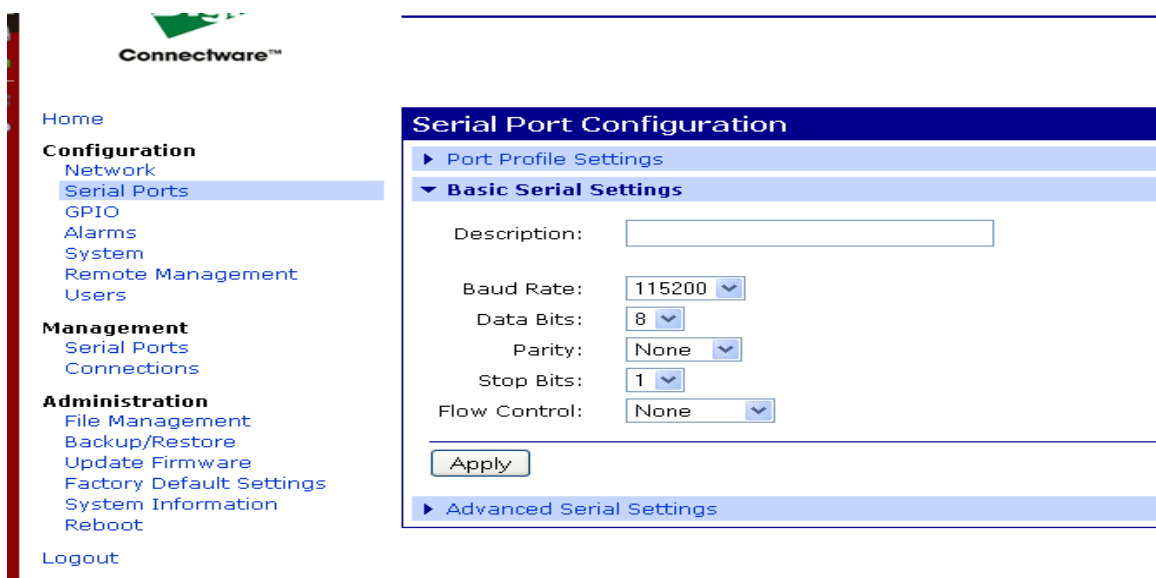 Connectware™
Home
Configuration
Network
Serial Ports
GPIO
Alarms
System
Remote Management
Users
Management
Serial Ports
Connections
Administration
File Management
Backup/Restore
Update Firmware
Factory Default Settings
System Information
Reboot
Logout
Serial Port Configuration
Port Profile Settings
Basic Serial Settings
Description:
Baud Rate: 115200
Data Bits: 8
Parity: None
Stop Bits: 1
Flow Control: None
Apply
Advanced Serial Settings